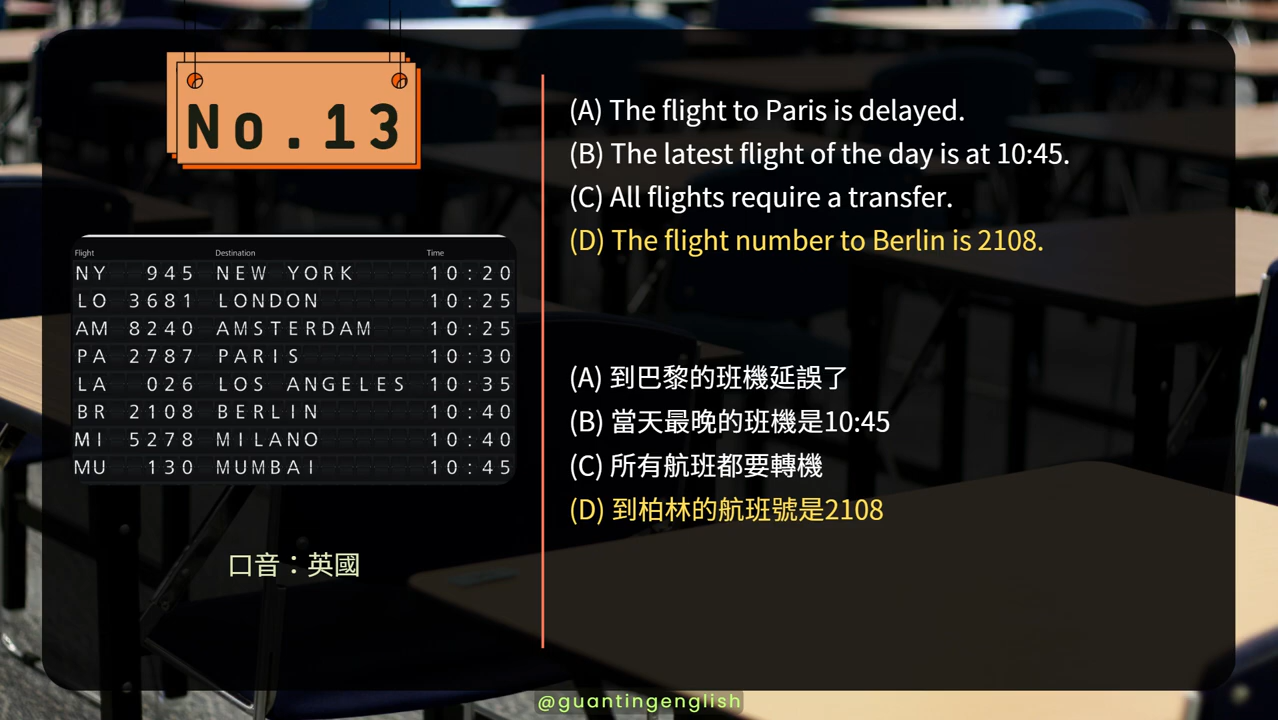 No.13
Flight Destination Time
NY 945 NEW YORK 10:20
LO 3681 LONDON 10:25
AM 8240 AMSTERDAM 10:25
PA 2787 PARIS 10:30
LA 026 LOS ANGELES 10:35
BR 2108 BERLIN 10:40
MI 5278 MILANO 10:40
MU 130 MUMBAI 10:45
口音：英國
(A) The flight to Paris is delayed.
(B) The latest flight of the day is at 10:45.
(C) All flights require a transfer.
(D) The flight number to Berlin is 2108.
(A) 到巴黎的班機延誤了
(B) 當天最晚的班機是10:45
(C) 所有航班都要轉機
(D) 到柏林的航班號是2108
@guantingenglish